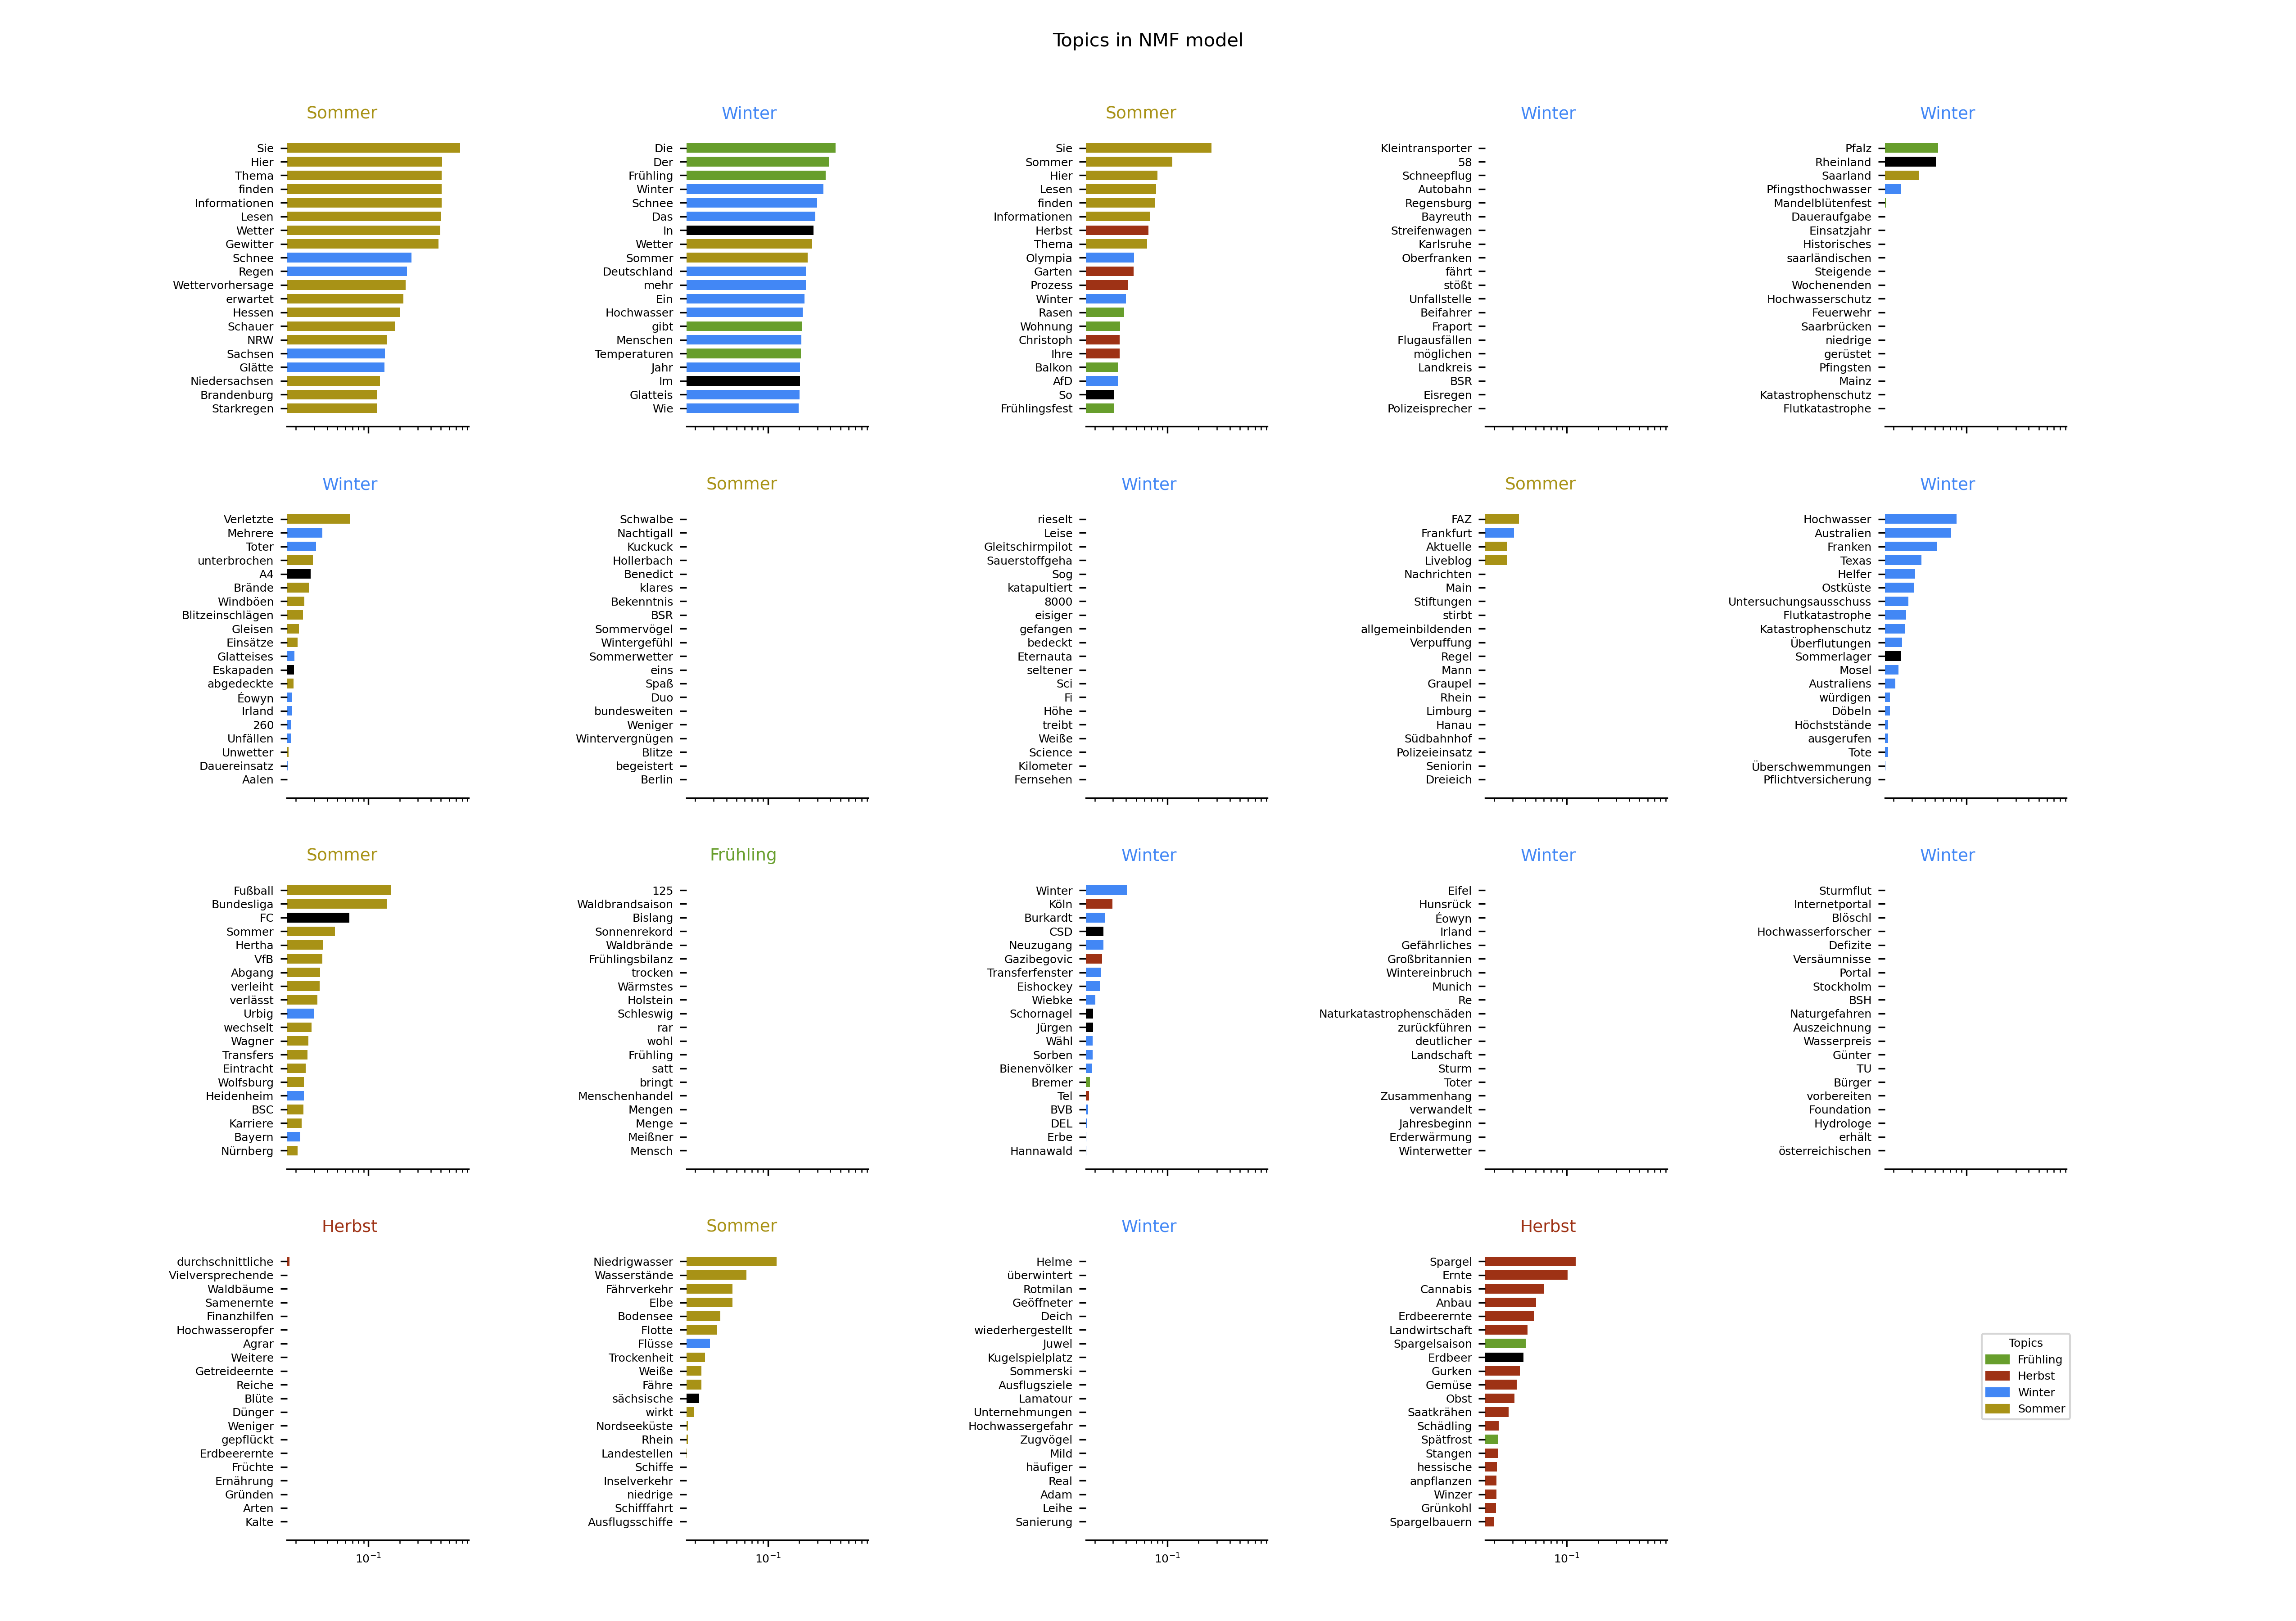 Topics in NMF model
Sommer
Sie
Hier
Thema
finden
Informationen
Lesen
Wetter
Gewitter
Schnee
Regen
Wettervorhersage
erwartet
Hessen
Schauer
NRW
Sachsen
Glätte
Niedersachsen
Brandenburg
Starkregen
Winter
Die
Der
Frühling
Winter
Schnee
Das
In
Wetter
Sommer
Deutschland
mehr
Ein
Hochwasser
gibt
Menschen
Temperaturen
Jahr
Im
Glatteis
Wie
Sommer
Sie
Sommer
Hier
Lesen
finden
Informationen
Herbst
Thema
Olympia
Garten
Prozess
Winter
Rasen
Wohnung
Christoph
Ihre
Balkon
AfD
So
Frühlingsfest
Winter
Kleintransporter
58
Schneepflug
Autobahn
Regensburg
Bayreuth
Streifenwagen
Karlsruhe
Oberfranken
fährt
stößt
Unfallstelle
Beifahrer
Fraport
Flugausfällen
möglichen
Landkreis
BSR
Eisregen
Polizeisprecher
Winter
Pfalz
Rheinland
Saarland
Pfingsthochwasser
Mandelblütenfest
Daueraufgabe
Einsatzjahr
Historisches
saarländischen
Steigende
Wochenenden
Hochwasserschutz
Feuerwehr
Saarbrücken
niedrige
gerüstet
Pfingsten
Mainz
Katastrophenschutz
Flutkatastrophe
Winter
Verletzte
Mehrere
Toter
unterbrochen
A4
Brände
Windböen
Blitzeinschlägen
Gleisen
Einsätze
Glatteises
Eskapaden
abgedeckte
Éowyn
Irland
260
Unfällen
Unwetter
Dauereinsatz
Aalen
Sommer
Schwalbe
Nachtigall
Kuckuck
Hollerbach
Benedict
klares
Bekenntnis
BSR
Sommervögel
Wintergefühl
Sommerwetter
eins
Spaß
Duo
bundesweiten
Weniger
Wintervergnügen
Blitze
begeistert
Berlin
Winter
rieselt
Leise
Gleitschirmpilot
Sauerstoffgeha
Sog
katapultiert
8000
eisiger
gefangen
bedeckt
Eternauta
seltener
Sci
Fi
Höhe
treibt
Weiße
Science
Kilometer
Fernsehen
Sommer
FAZ
Frankfurt
Aktuelle
Liveblog
Nachrichten
Main
Stiftungen
stirbt
allgemeinbildenden
Verpuffung
Regel
Mann
Graupel
Rhein
Limburg
Hanau
Südbahnhof
Polizeieinsatz
Seniorin
Dreieich
Winter
Hochwasser
Australien
Franken
Texas
Helfer
Ostküste
Untersuchungsausschuss
Flutkatastrophe
Katastrophenschutz
Überflutungen
Sommerlager
Mosel
Australiens
würdigen
Döbeln
Höchststände
ausgerufen
Tote
Überschwemmungen
Pflichtversicherung
Sommer
Fußball
Bundesliga
FC
Sommer
Hertha
VfB
Abgang
verleiht
verlässt
Urbig
wechselt
Wagner
Transfers
Eintracht
Wolfsburg
Heidenheim
BSC
Karriere
Bayern
Nürnberg
Frühling
125
Waldbrandsaison
Bislang
Sonnenrekord
Waldbrände
Frühlingsbilanz
trocken
Wärmstes
Holstein
Schleswig
rar
wohl
Frühling
satt
bringt
Menschenhandel
Mengen
Menge
Meißner
Mensch
Winter
Winter
Köln
Burkardt
CSD
Neuzugang
Gazibegovic
Transferfenster
Eishockey
Wiebke
Schornagel
Jürgen
Wähl
Sorben
Bienenvölker
Bremer
Tel
BVB
DEL
Erbe
Hannawald
Winter
Eifel
Hunsrück
Éowyn
Irland
Gefährliches
Großbritannien
Wintereinbruch
Munich
Re
Naturkatastrophenschäden
zurückführen
deutlicher
Landschaft
Sturm
Toter
Zusammenhang
verwandelt
Jahresbeginn
Erderwärmung
Winterwetter
Winter
Sturmflut
Internetportal
Blöschl
Hochwasserforscher
Defizite
Versäumnisse
Portal
Stockholm
BSH
Naturgefahren
Auszeichnung
Wasserpreis
Günter
TU
Bürger
vorbereiten
Foundation
Hydrologe
erhält
österreichischen
Herbst
durchschnittliche
Vielversprechende
Waldbäume
Samenernte
Finanzhilfen
Hochwasseropfer
Agrar
Weitere
Getreideernte
Reiche
Blüte
Dünger
Weniger
gepflückt
Erdbeerernte
Früchte
Ernährung
Gründen
Arten
Kalte
10⁻¹
Sommer
Niedrigwasser
Wasserstände
Fährverkehr
Elbe
Bodensee
Flotte
Flüsse
Trockenheit
Weiße
Fähre
sächsische
wirkt
Nordseeküste
Rhein
Landestellen
Schiffe
Inselverkehr
niedrige
Schifffahrt
Ausflugsschiffe
10⁻¹
Winter
Helme
überwintert
Rotmilan
Geöffneter
Deich
wiederhergestellt
Juwel
Kugelspielplatz
Sommerski
Ausflugsziele
Lamatour
Unternehmungen
Hochwassergefahr
Zugvögel
Mild
häufiger
Real
Adam
Leihe
Sanierung
10⁻¹
Herbst
Spargel
Ernte
Cannabis
Anbau
Erdbeerernte
Landwirtschaft
Spargelsaison
Erdbeer
Gurken
Gemüse
Obst
Saatkrähen
Schädling
Spätfrost
Stangen
hessische
anpflanzen
Winzer
Grünkohl
Spargelbauern
10⁻¹
Topics
Frühling
Herbst
Winter
Sommer